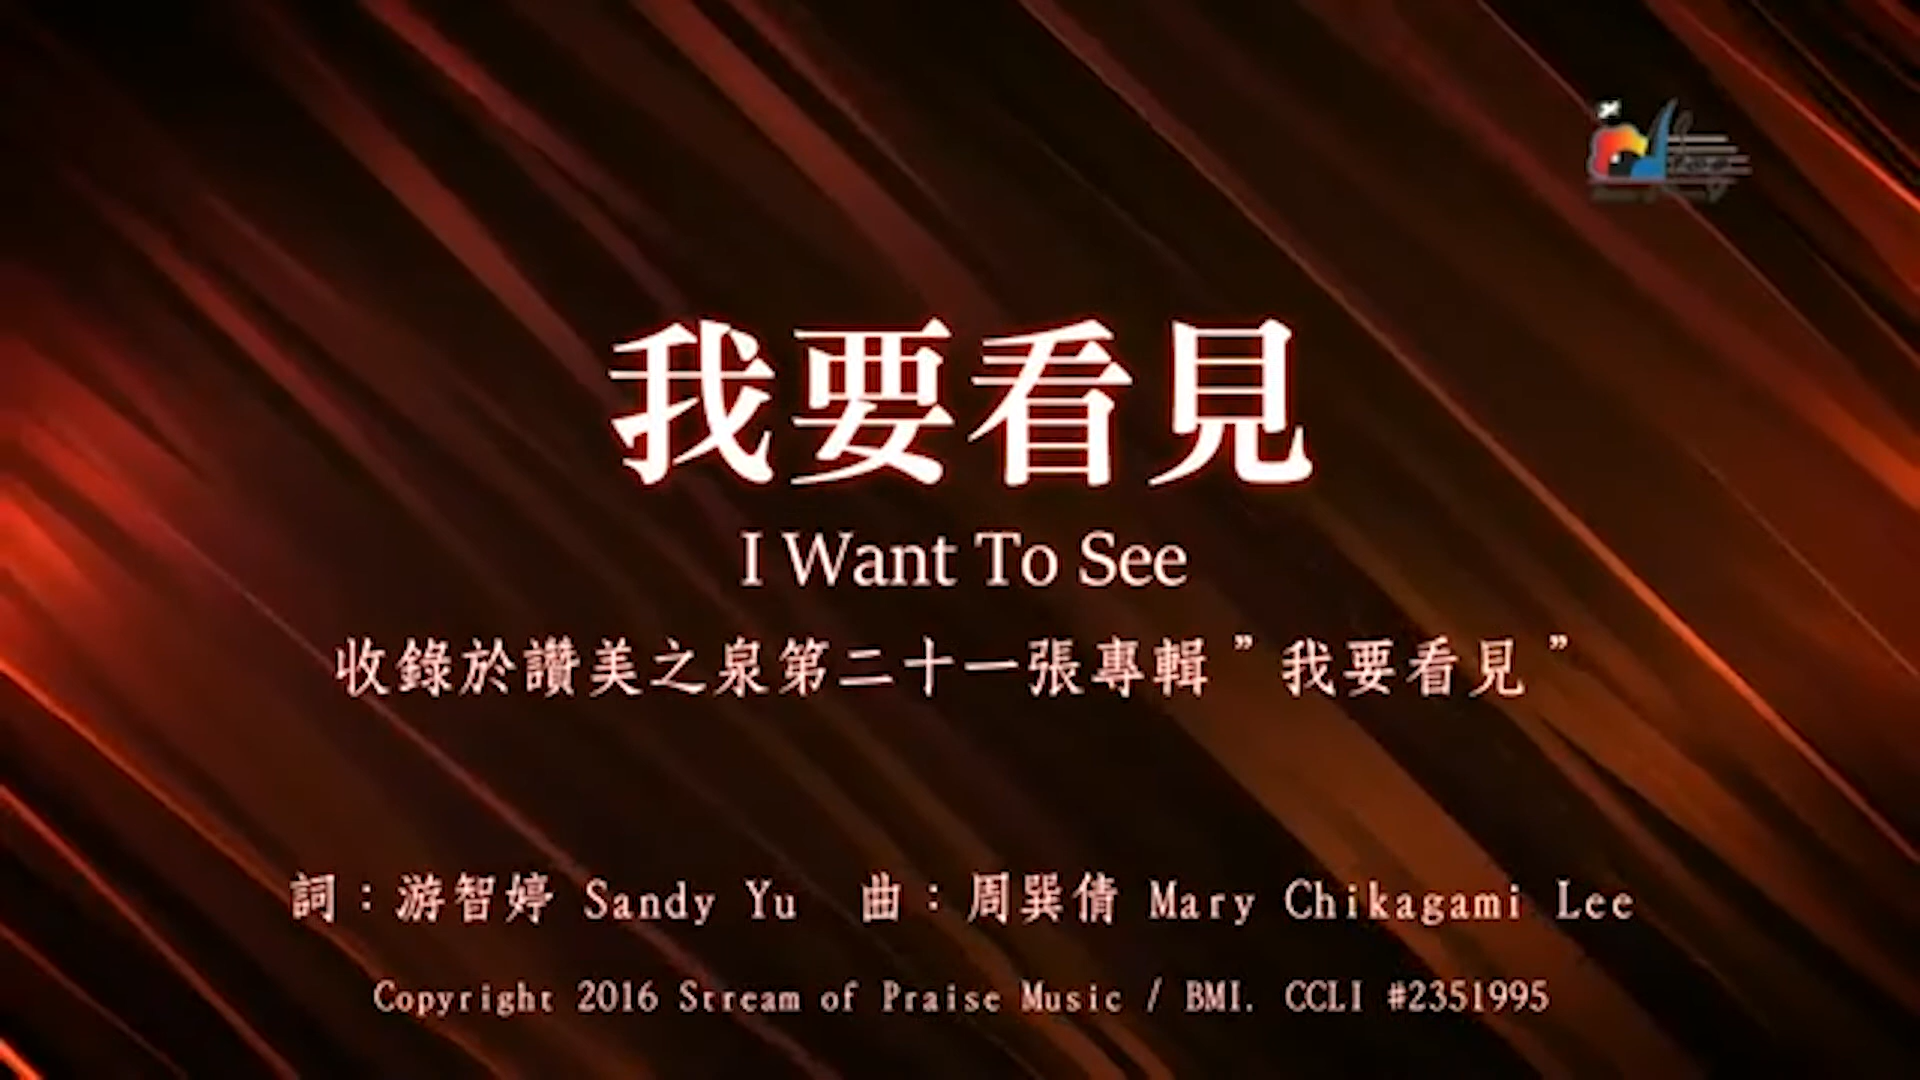 我要看見
I Want To See
收錄於讚美之泉第二十一張專輯 ” 我要看見 ”
詞：游智婷 Sandy Yu 曲：周巽倩 Mary Chikagami Lee
Copyright 2016 Stream of Praise Music / BMI. CCLI #2351995